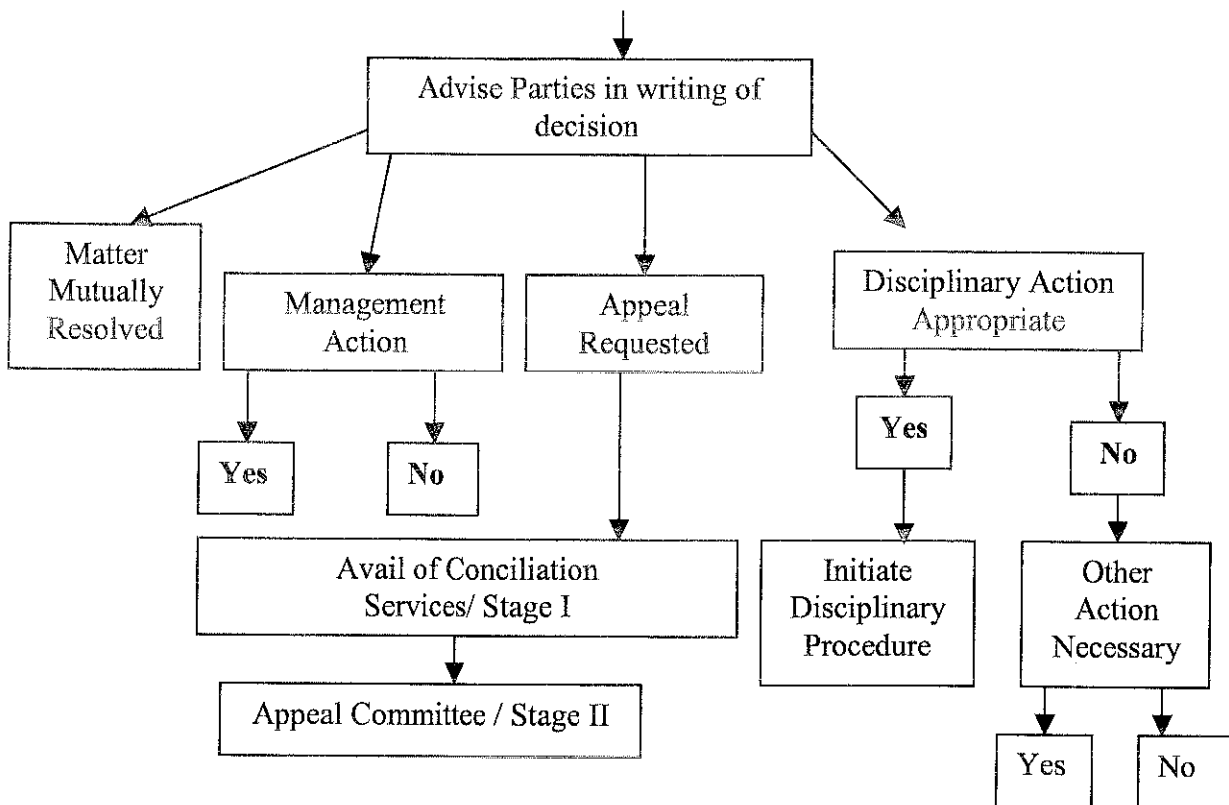 Advise Parties in writing of
decision
Matter
Mutually
Resolved
Management
Action
Appeal
Requested
Disciplinary Action
Appropriate
Yes
No
Yes
No
Avail of Conciliation
Services/ Stage I
Initiate
Disciplinary
Procedure
Other
Action
Necessary
Appeal Committee / Stage II
Yes
No